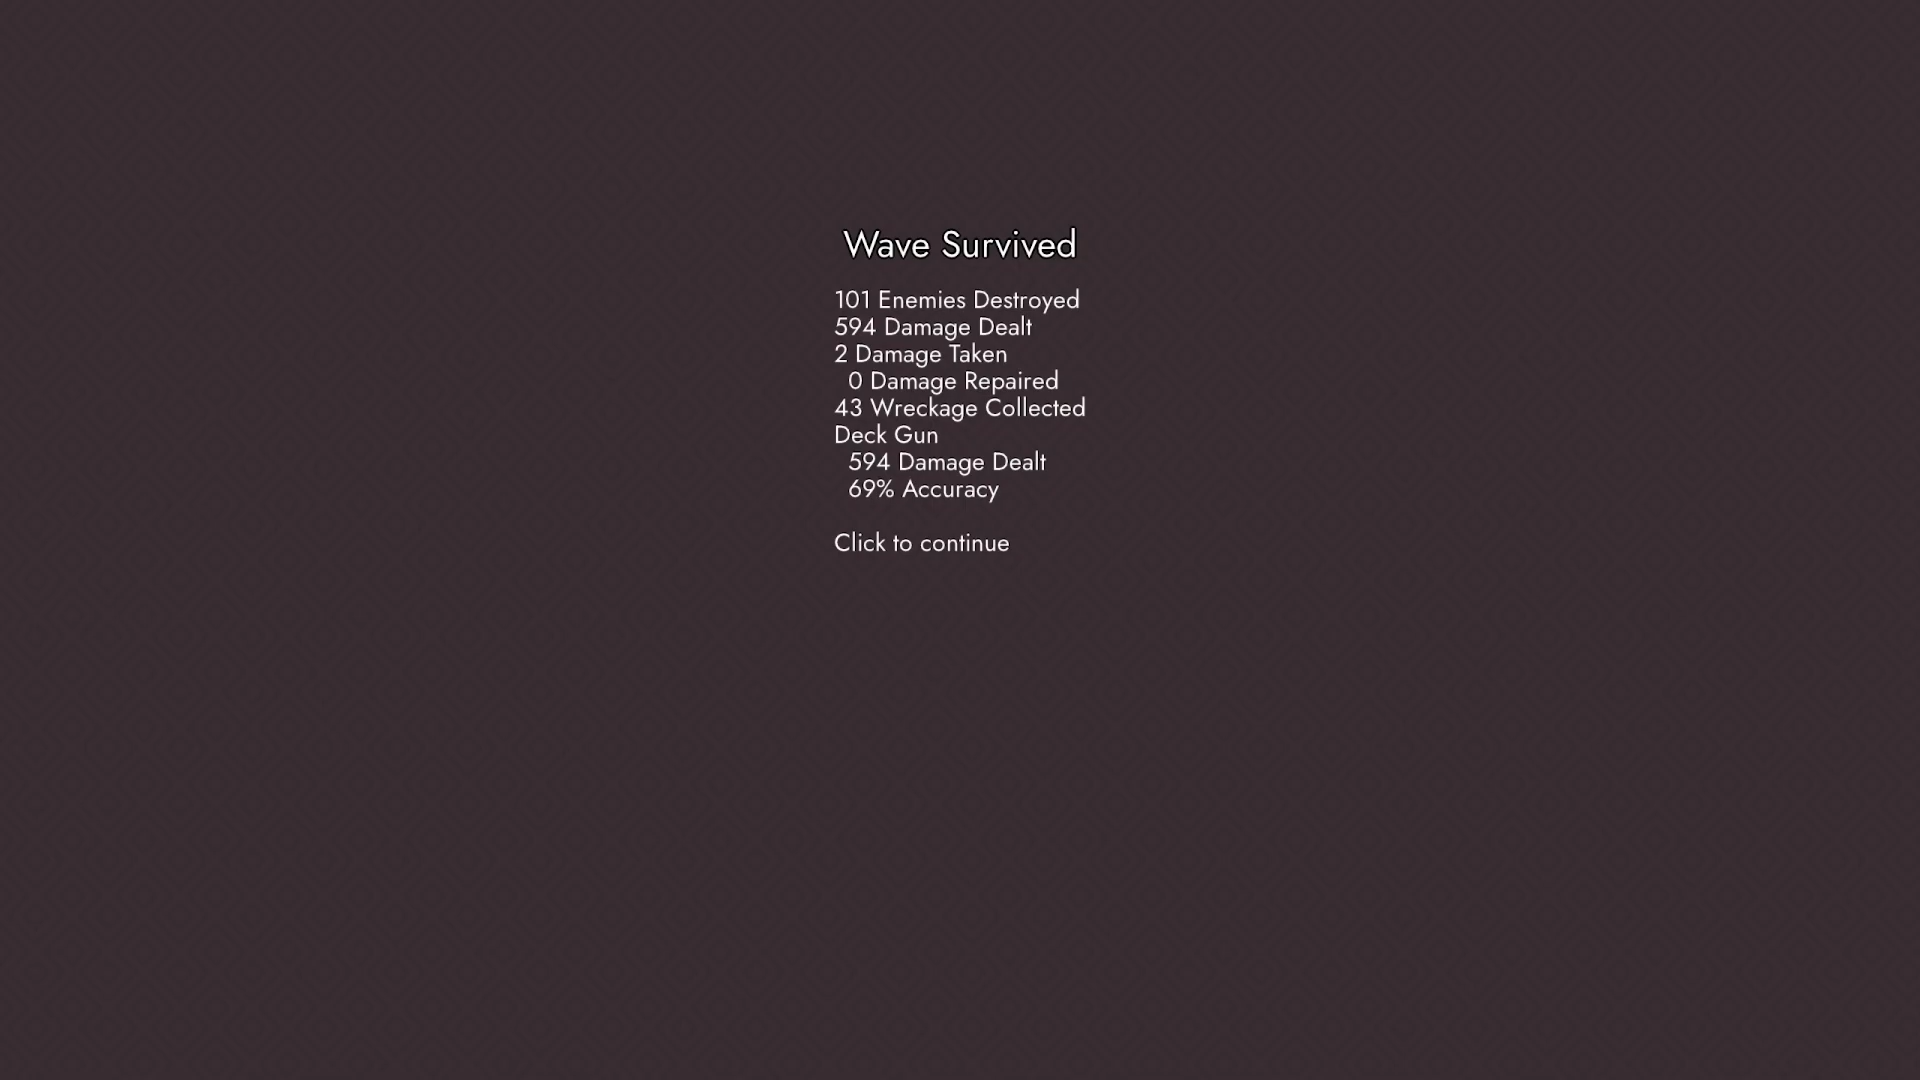 Wave Survived
101 Enemies Destroyed
594 Damage Dealt
2 Damage Taken
0 Damage Repaired
43 Wreckage Collected
Deck Gun
594 Damage Dealt
69% Accuracy
Click to continue